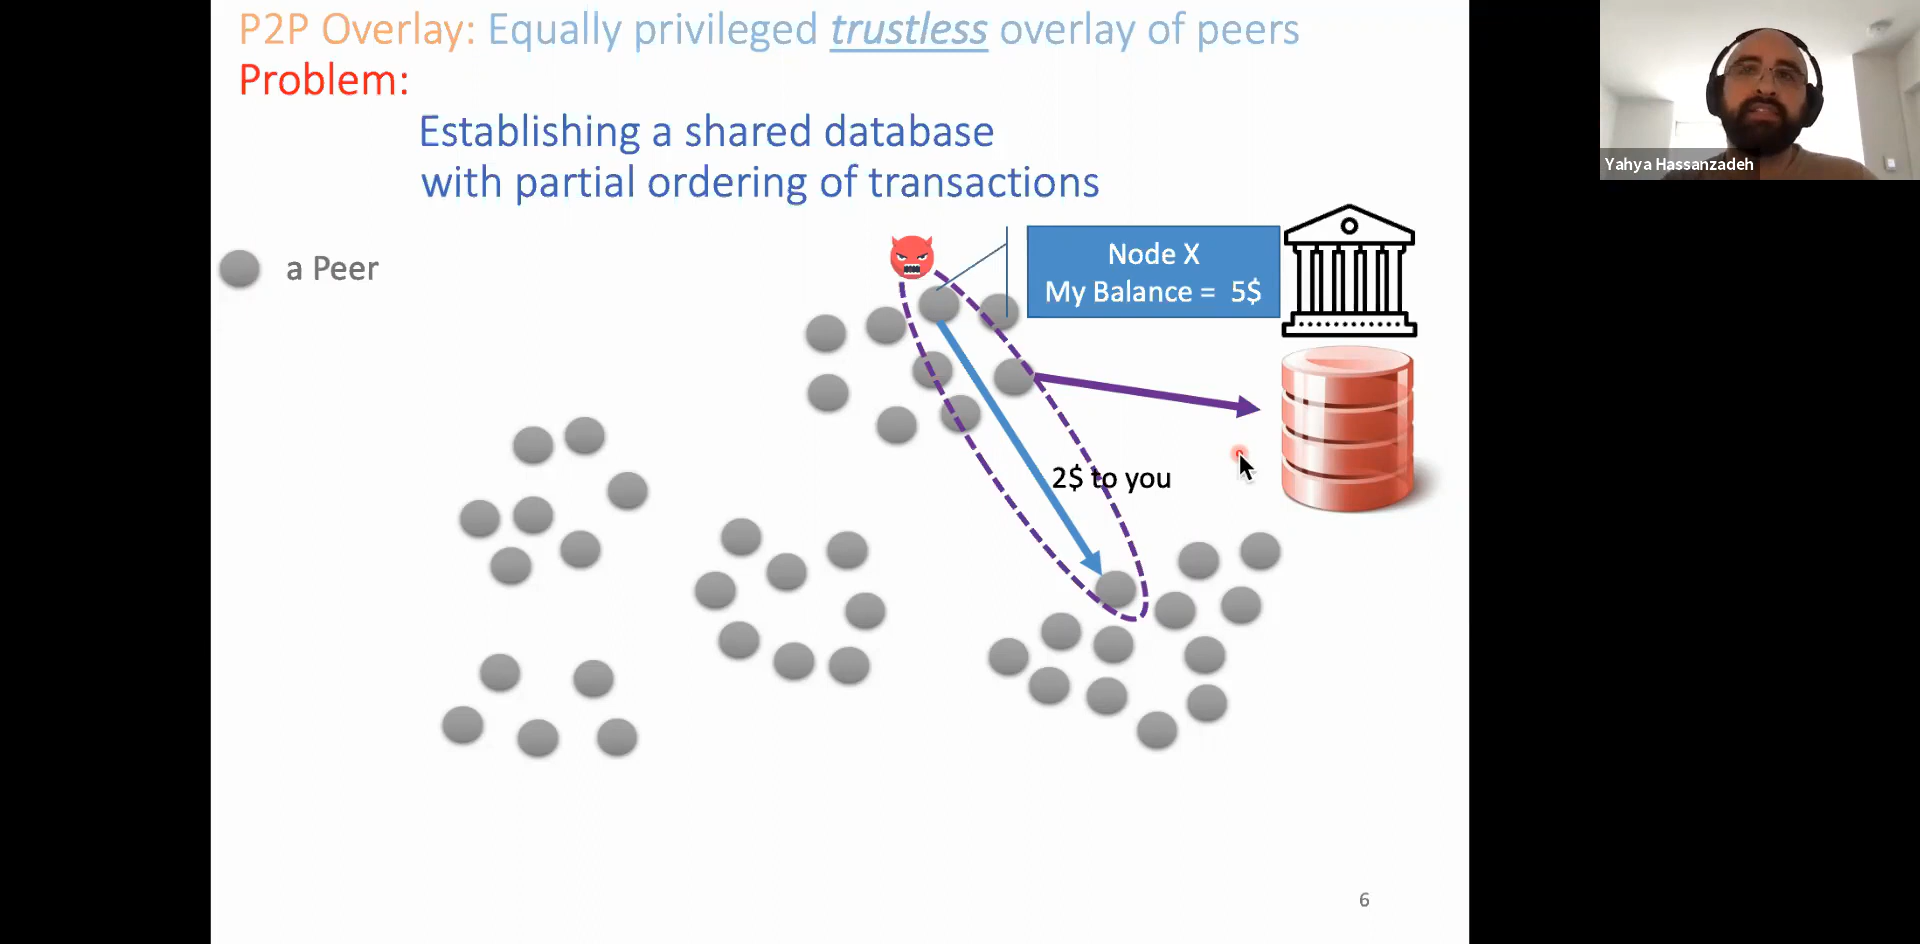 P2P Overlay: Equally privileged trustless overlay of peers
Problem:
Establishing a shared database
with partial ordering of transactions
a Peer
Node X
My Balance = 5$
2$ to you
6
Yahya Hassanzadeh